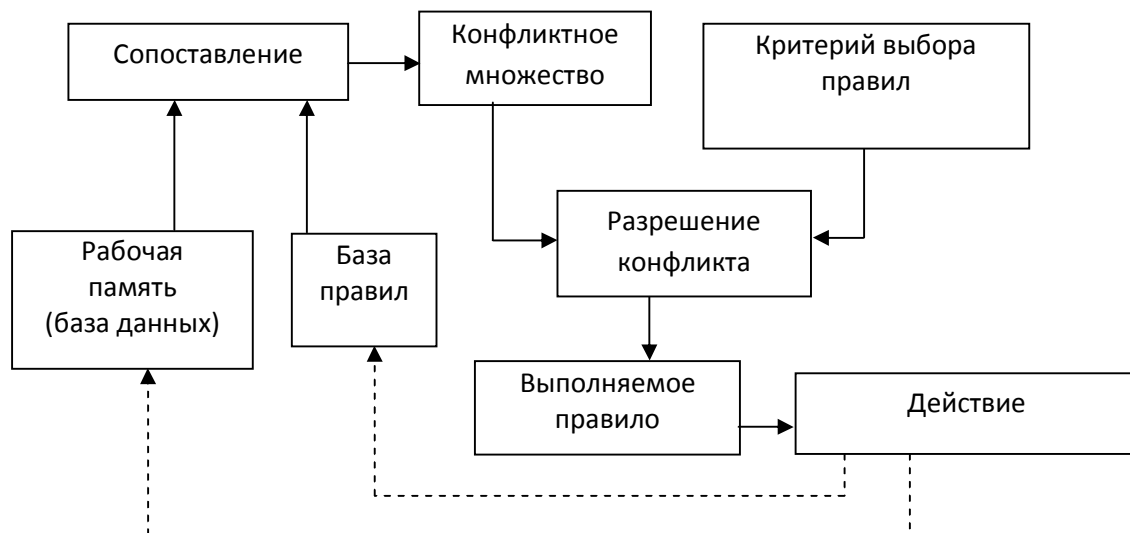 Сопоставление
Конфликтное
множество
Критерий выбора
правил
Разрешение
конфликта
Рабочая
память
(база данных)
База
правил
Выполняемое
правило
Действие